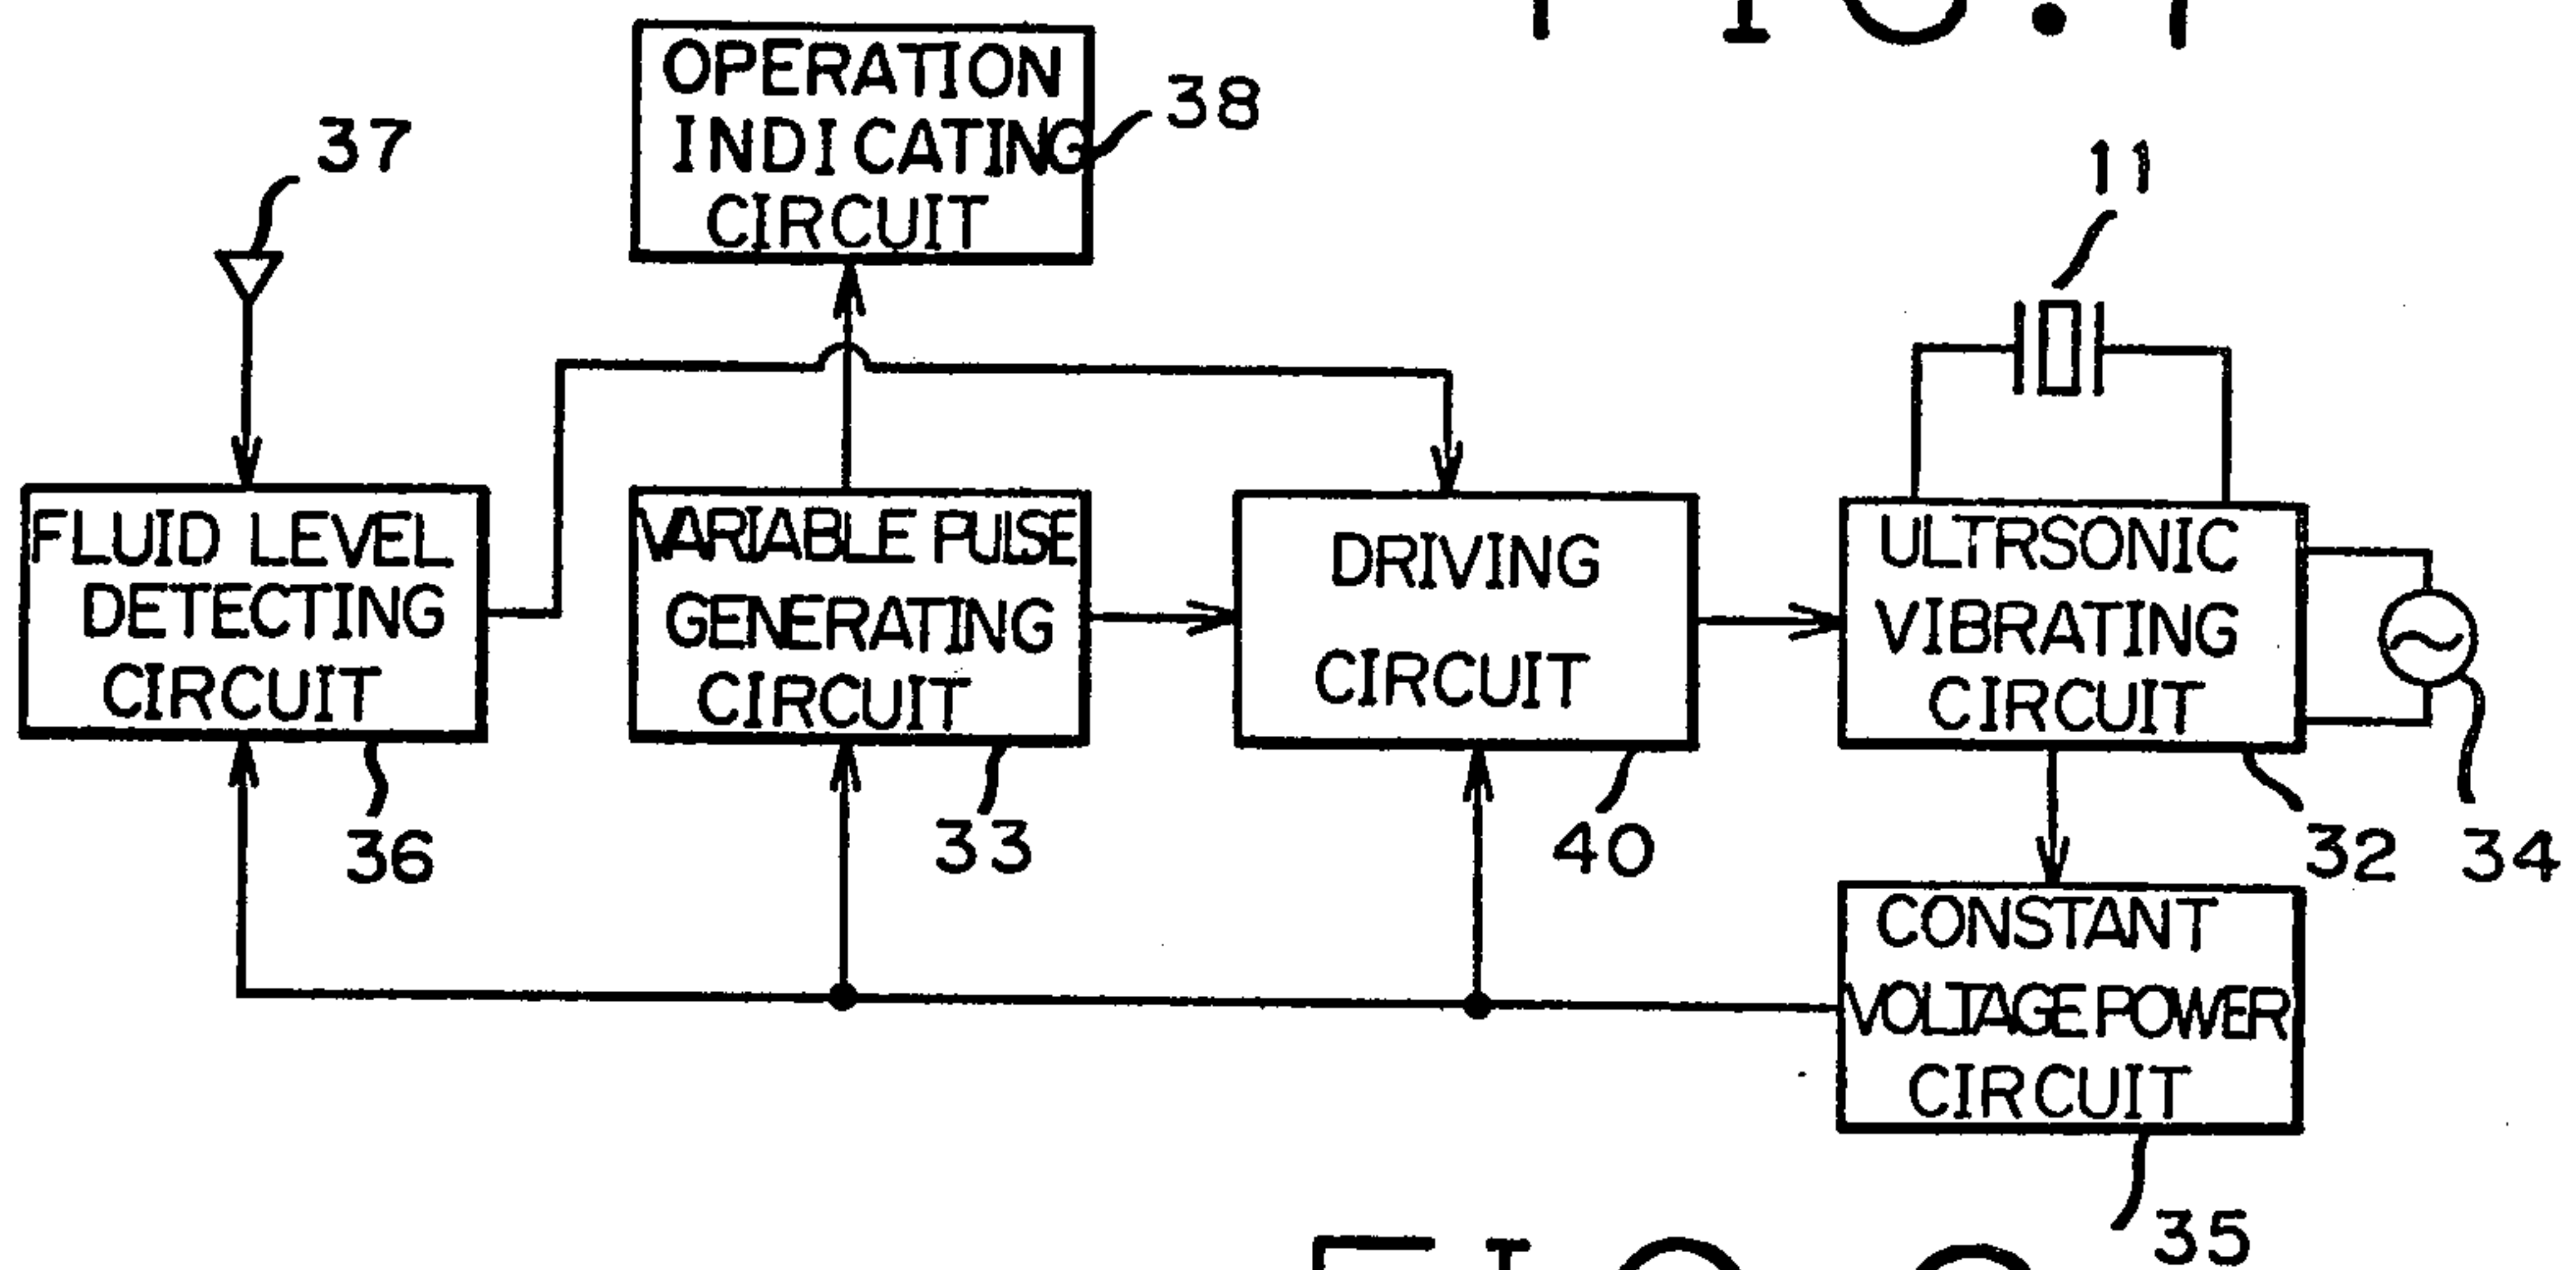 OPERATION
INDICATING
CIRCUIT
38
37
11
FLUID LEVEL
DETECTING
CIRCUIT
36
VARIABLE PULSE
GENERATING
CIRCUIT
33
DRIVING
CIRCUIT
40
ULTRSONIC
VIBRATING
CIRCUIT
32
34
CONSTANT
VOLTAGE POWER
CIRCUIT
35